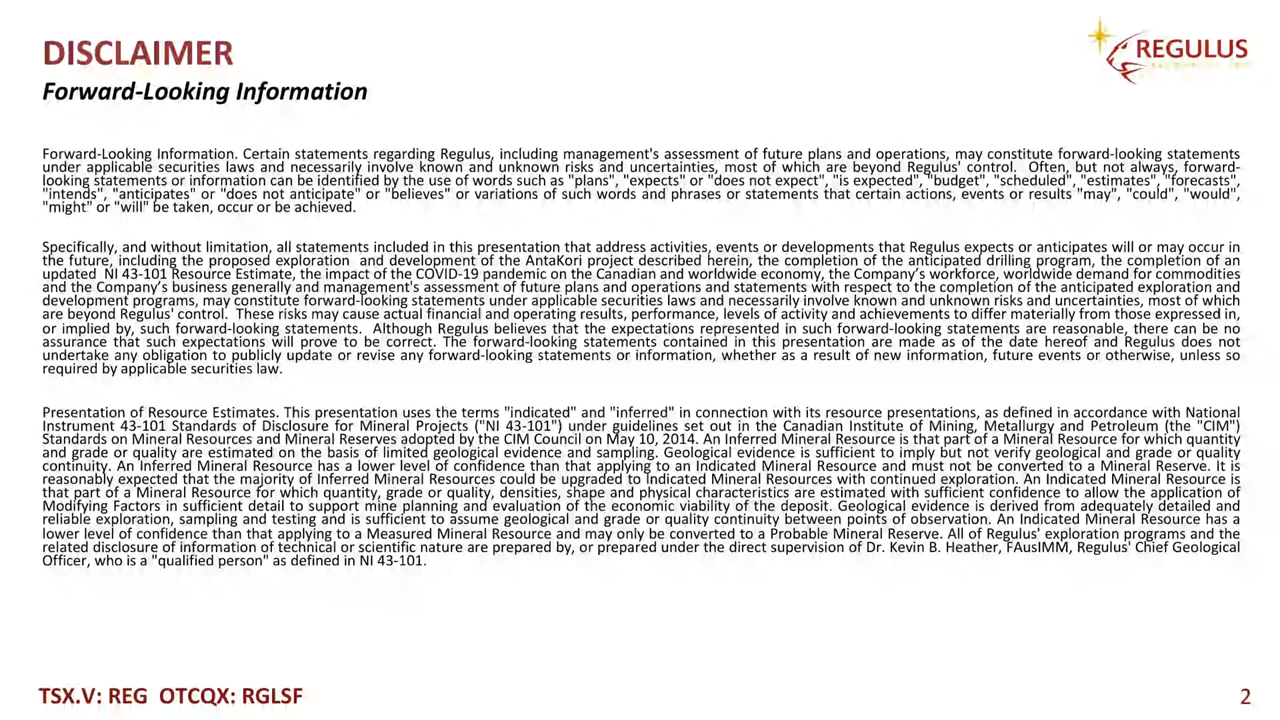 DISCLAIMER
REGULUS
Forward-Looking Information
Forward-Looking Information. Certain statements regarding Regulus, including management's assessment of future plans and operations, may constitute forward-looking statements
under applicable securities laws and necessarily involve known and unknown risks and uncertainties, most of which are beyond Regulus' control.  Often, but not always, forward-
looking statements or information can be identified by the use of words such as "plans", "expects" or "does not expect", "is expected", "budget", "scheduled", "estimates", "forecasts",
"intends", "anticipates" or "does not anticipate" or "believes" or variations of such words and phrases or statements that certain actions, events or results "may", "could", "would",
"might" or "will" be taken, occur or be achieved.
Specifically, and without limitation, all statements included in this presentation that address activities, events or developments that Regulus expects or anticipates will or may occur in
the future, including the proposed exploration  and development of the AntaKori project described herein, the completion of the anticipated drilling program, the completion of an
updated  NI 43-101 Resource Estimate, the impact of the COVID-19 pandemic on the Canadian and worldwide economy, the Company's workforce, worldwide demand for commodities
and the Company's business generally and management's assessment of future plans and operations and statements with respect to the completion of the anticipated exploration and
development programs, may constitute forward-looking statements under applicable securities laws and necessarily involve known and unknown risks and uncertainties, most of which
are beyond Regulus' control.  These risks may cause actual financial and operating results, performance, levels of activity and achievements to differ materially from those expressed in,
or implied by, such forward-looking statements.  Although Regulus believes that the expectations represented in such forward-looking statements are reasonable, there can be no
assurance that such expectations will prove to be correct. The forward-looking statements contained in this presentation are made as of the date hereof and Regulus does not
undertake any obligation to publicly update or revise any forward-looking statements or information, whether as a result of new information, future events or otherwise, unless so
required by applicable securities law.
Presentation of Resource Estimates. This presentation uses the terms "indicated" and "inferred" in connection with its resource presentations, as defined in accordance with National
Instrument 43-101 Standards of Disclosure for Mineral Projects ("NI 43-101") under guidelines set out in the Canadian Institute of Mining, Metallurgy and Petroleum (the "CIM")
Standards on Mineral Resources and Mineral Reserves adopted by the CIM Council on May 10, 2014. An Inferred Mineral Resource is that part of a Mineral Resource for which quantity
and grade or quality are estimated on the basis of limited geological evidence and sampling. Geological evidence is sufficient to imply but not verify geological and grade or quality
continuity. An Inferred Mineral Resource has a lower level of confidence than that applying to an Indicated Mineral Resource and must not be converted to a Mineral Reserve. It is
reasonably expected that the majority of Inferred Mineral Resources could be upgraded to Indicated Mineral Resources with continued exploration. An Indicated Mineral Resource is
that part of a Mineral Resource for which quantity, grade or quality, densities, shape and physical characteristics are estimated with sufficient confidence to allow the application of
Modifying Factors in sufficient detail to support mine planning and evaluation of the economic viability of the deposit. Geological evidence is derived from adequately detailed and
reliable exploration, sampling and testing and is sufficient to assume geological and grade or quality continuity between points of observation. An Indicated Mineral Resource has a
lower level of confidence than that applying to a Measured Mineral Resource and may only be converted to a Probable Mineral Reserve. All of Regulus' exploration programs and the
related disclosure of information of technical or scientific nature are prepared by, or prepared under the direct supervision of Dr. Kevin B. Heather, FAusIMM, Regulus' Chief Geological
Officer, who is a "qualified person" as defined in NI 43-101.
TSX.V: REG  OTCQX: RGLSF
2